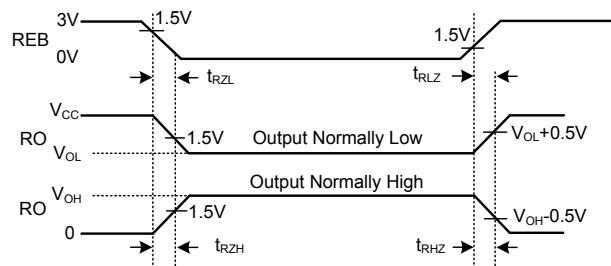 3V
1.5V
1.5V
REB
0V
tRZL
tRLZ
VCC
RO
1.5V
Output Normally Low
VOL+0.5V
VOL
VOH
Output Normally High
RO
1.5V
VOH-0.5V
0
tRZH
tRHZ